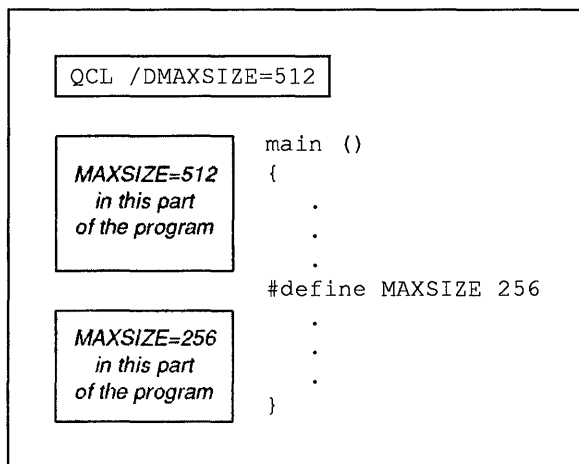 QCL /DMAXSIZE=512
MAXSIZE=512
in this part
of the program
main ()
{
.
.
.
#define MAXSIZE 256
MAXSIZE=256
in this part
of the program
.
.
.
}